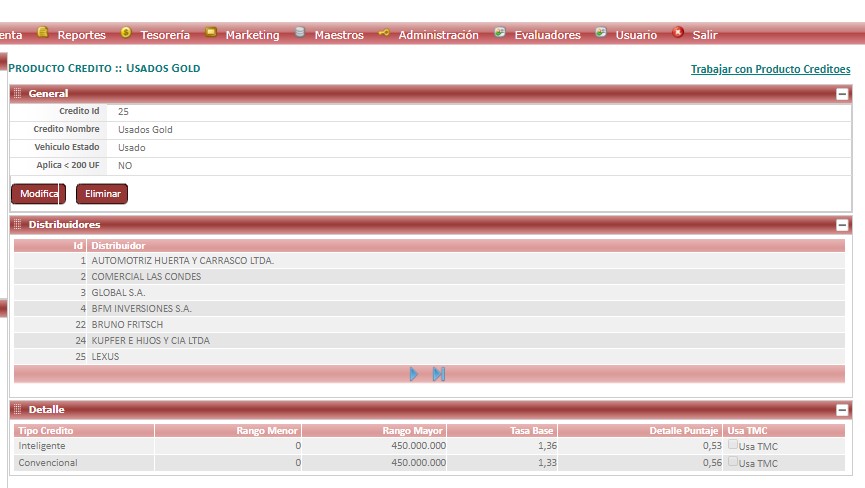 enta Reportes Tesorería Marketing Maestros Administración Evaluadores Usuario Salir
PRODUCTO CREDITO :: USADOS GOLD Trabajar con Producto Creditoes
General
Credito Id 25
Credito Nombre Usados Gold
Vehiculo Estado Usado
Aplica < 200 UF NO
Modifica Eliminar
Distribuidores
Id Distribuidor
1 AUTOMOTRIZ HUERTA Y CARRASCO LTDA.
2 COMERCIAL LAS CONDES
3 GLOBAL S.A.
4 BFM INVERSIONES S.A.
22 BRUNO FRITSCH
24 KUPFER E HIJOS Y CIA LTDA
25 LEXUS
Detalle
Tipo Credito Rango Menor Rango Mayor Tasa Base Detalle Puntaje Usa TMC
Inteligente 0 450.000.000 1,36 0,53 Usa TMC
Convencional 0 450.000.000 1,33 0,56 Usa TMC